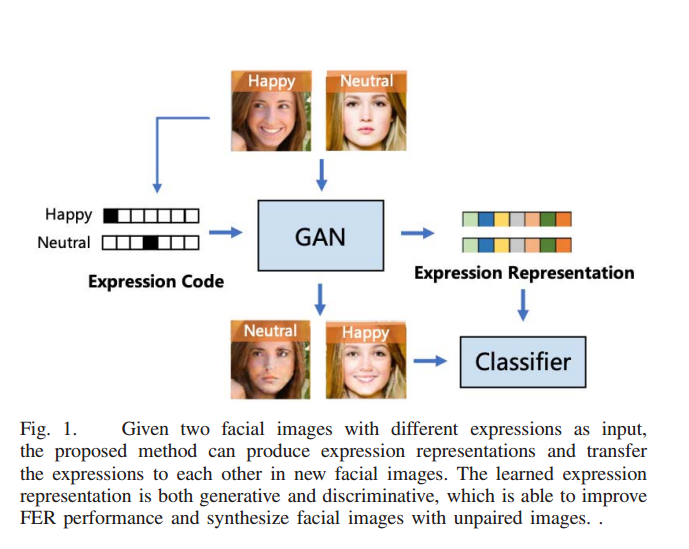 Happy
Neutral
Happy
Neutral
Expression Code
GAN
Expression Representation
Neutral
Happy
Classifier
Fig. 1. Given two facial images with different expressions as input,
the proposed method can produce expression representations and transfer
the expressions to each other in new facial images. The learned expression
representation is both generative and discriminative, which is able to improve
FER performance and synthesize facial images with unpaired images. .